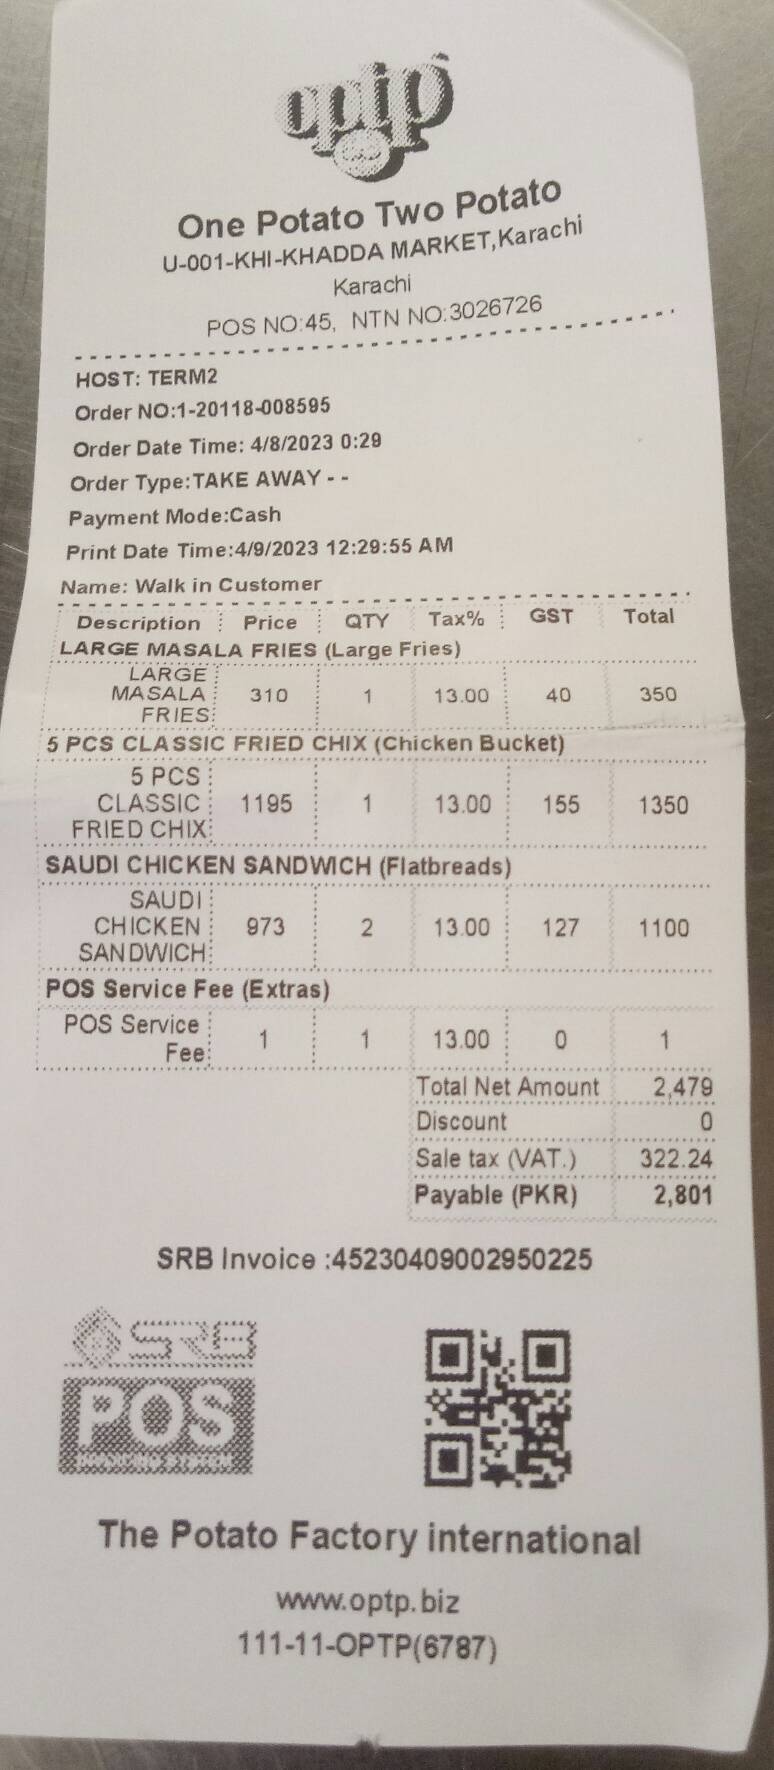 optp
One Potato Two Potato
U-001-KHI-KHADDA MARKET,Karachi
Karachi
POS NO:45, NTN NO:3026726
HOST: TERM2
Order NO:1-20118-008595
Order Date Time: 4/8/2023 0:29
Order Type:TAKE AWAY - -
Payment Mode:Cash
Print Date Time:4/9/2023 12:29:55 AM
Name: Walk in Customer
Description Price QTY Tax% GST Total
LARGE MASALA FRIES (Large Fries)
LARGE
MASALA 310 1 13.00 40 350
FRIES
5 PCS CLASSIC FRIED CHIX (Chicken Bucket)
5 PCS
CLASSIC 1195 1 13.00 155 1350
FRIED CHIX
SAUDI CHICKEN SANDWICH (Flatbreads)
SAUDI
CHICKEN 973 2 13.00 127 1100
SANDWICH
POS Service Fee (Extras)
POS Service 1 1 13.00 0 1
Fee
Total Net Amount 2,479
Discount 0
Sale tax (VAT.) 322.24
Payable (PKR) 2,801
SRB Invoice :45230409002950225
SRB
POS
INVOICING SYSTEM
The Potato Factory international
www.optp.biz
111-11-OPTP(6787)